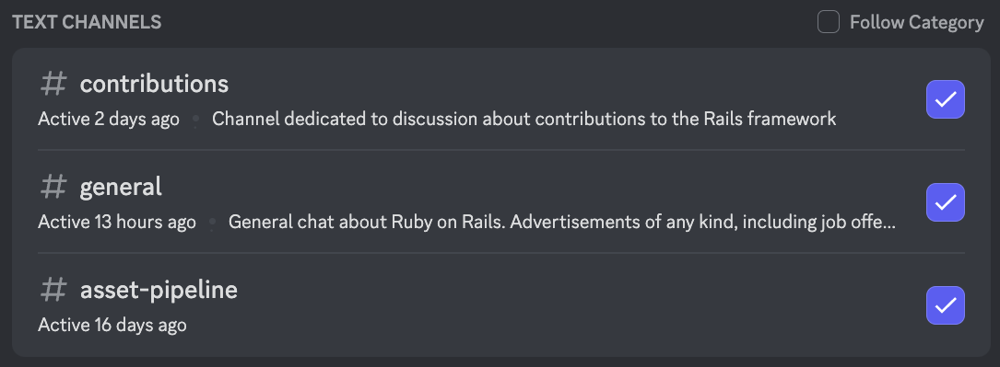 TEXT CHANNELS
Follow Category
# contributions
Active 2 days ago • Channel dedicated to discussion about contributions to the Rails framework
# general
Active 13 hours ago • General chat about Ruby on Rails. Advertisements of any kind, including job offe...
# asset-pipeline
Active 16 days ago